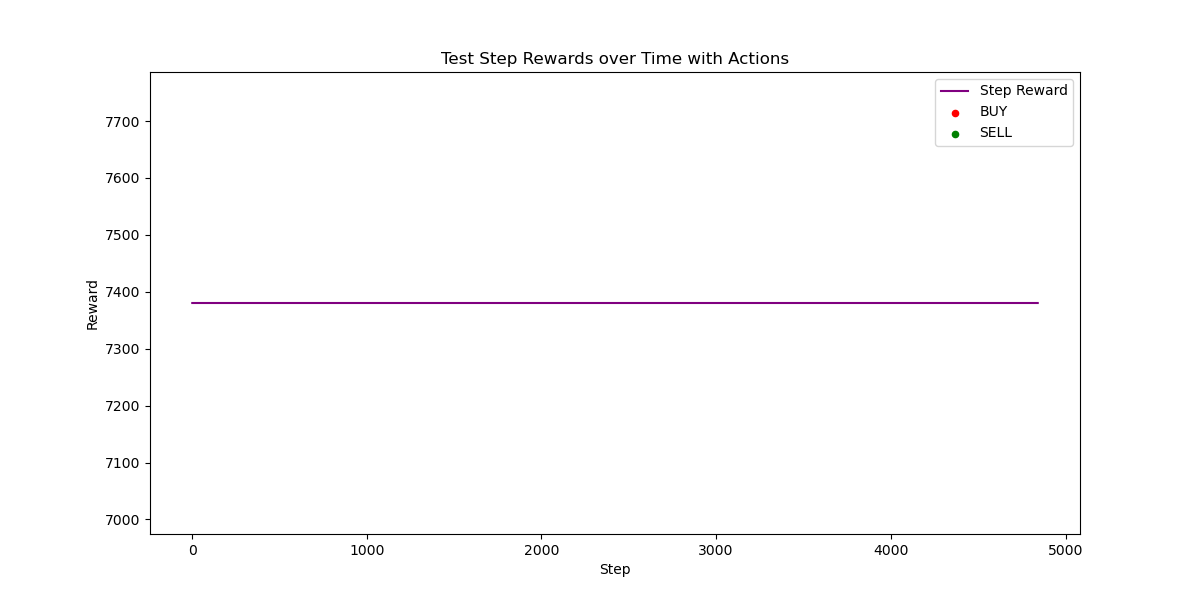 Test Step Rewards over Time with Actions
Step Reward
BUY
SELL
7700
7600
7500
7400
7300
7200
7100
7000
Reward
0 1000 2000 3000 4000 5000
Step